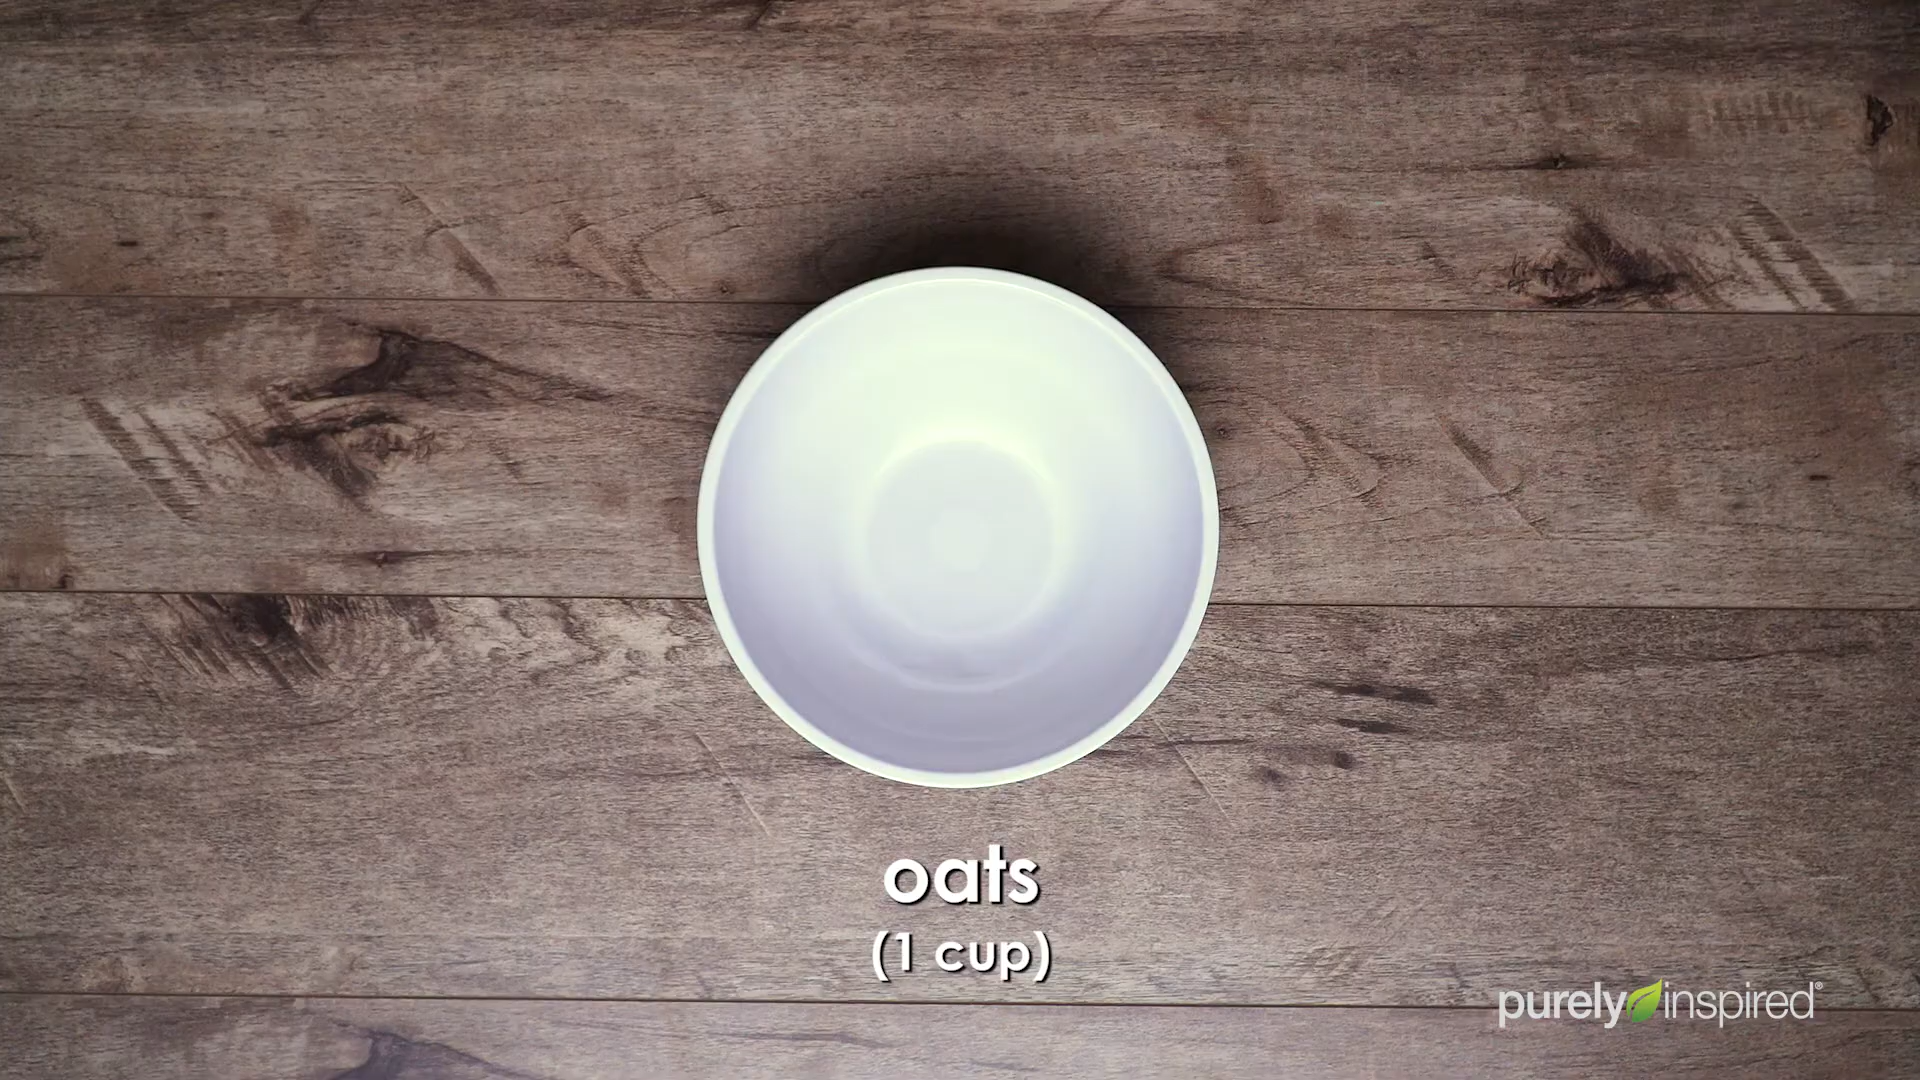 oats
(1 cup)
purely inspired®